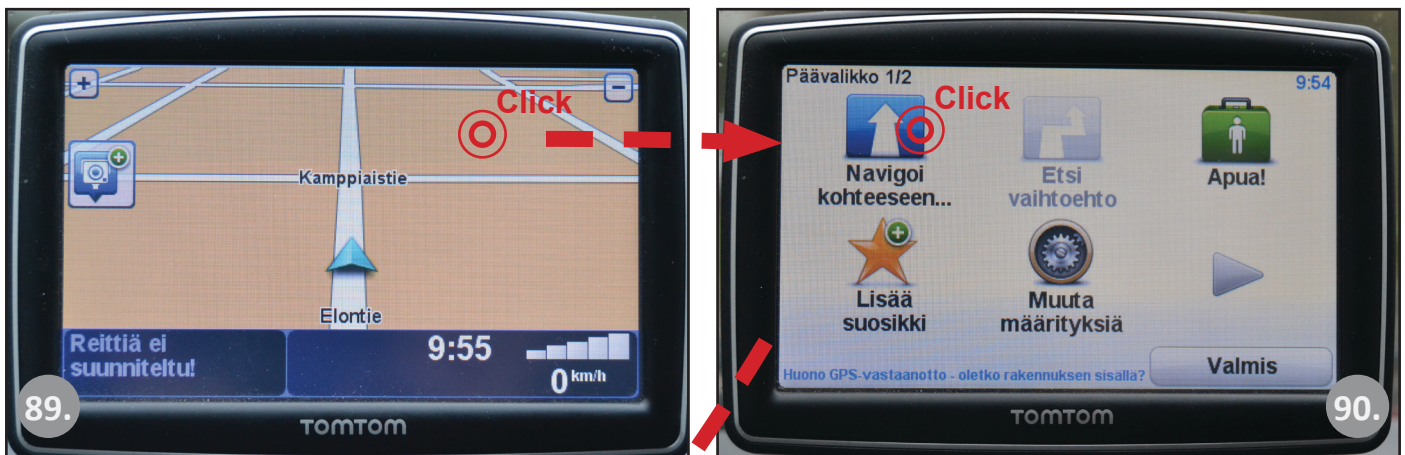 +
−
Click
Kamppiaistie
Elontie
Reittiä ei
suunniteltu!
9:55
0 km/h
TOMTOM
89.
Päävalikko 1/2
9:54
Click
Navigoi
kohteeseen...
Etsi
vaihtoehto
Apua!
Lisää
suosikki
Muuta
määrityksiä
Huono GPS-vastaanotto - oletko rakennuksen sisällä?
Valmis
TOMTOM
90.